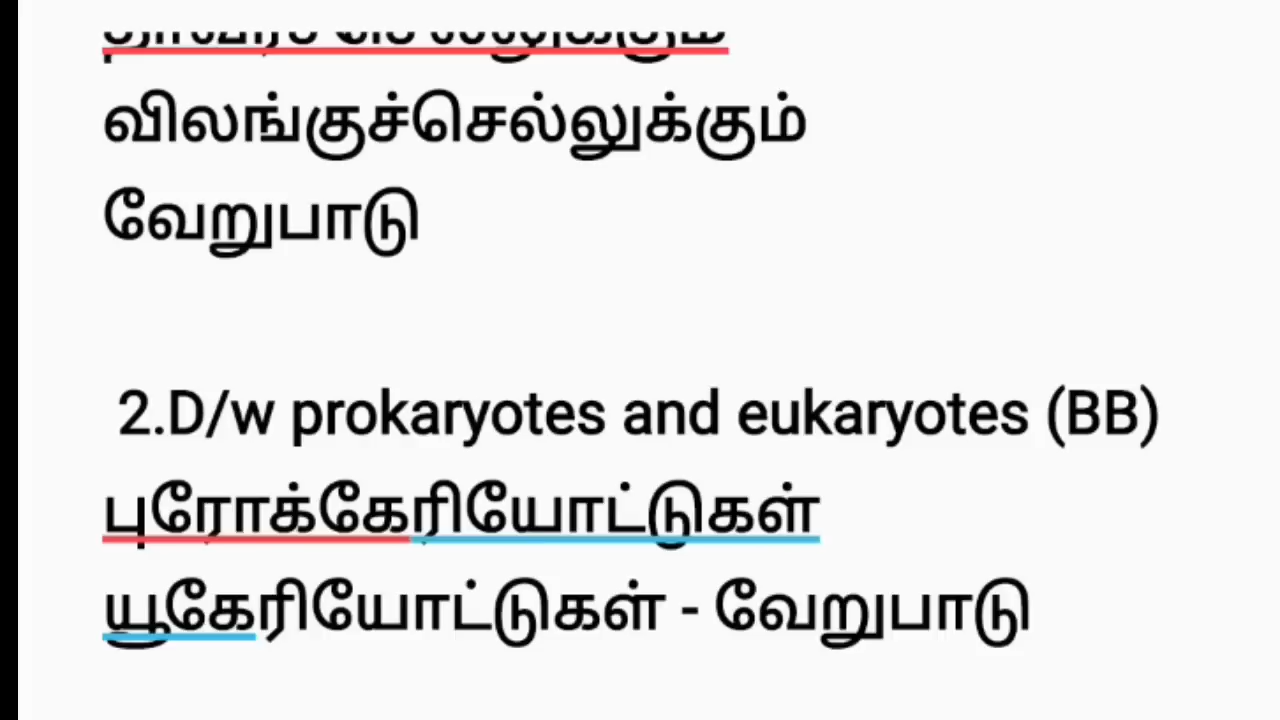 விலங்குச்செல்லுக்கும்
வேறுபாடு
2.D/w prokaryotes and eukaryotes (BB)
புரோக்கேரியோட்டுகள்
யூகேரியோட்டுகள் - வேறுபாடு